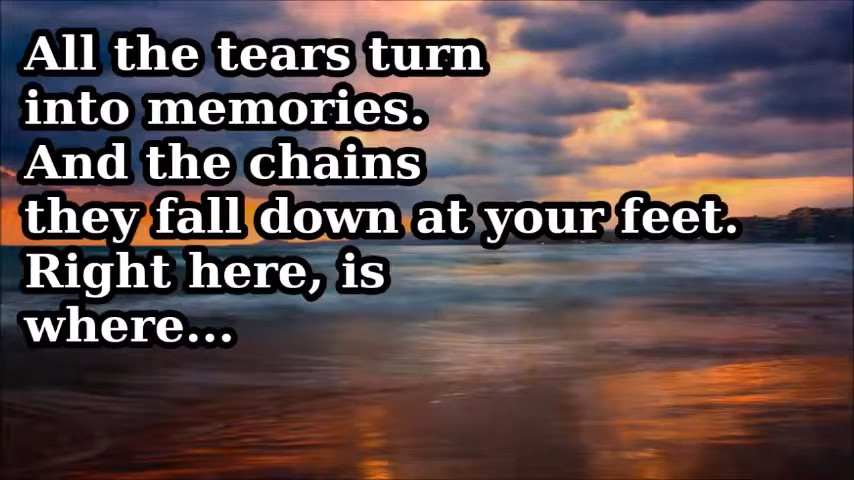 All the tears turn
into memories.
And the chains
they fall down at your feet.
Right here, is
where...